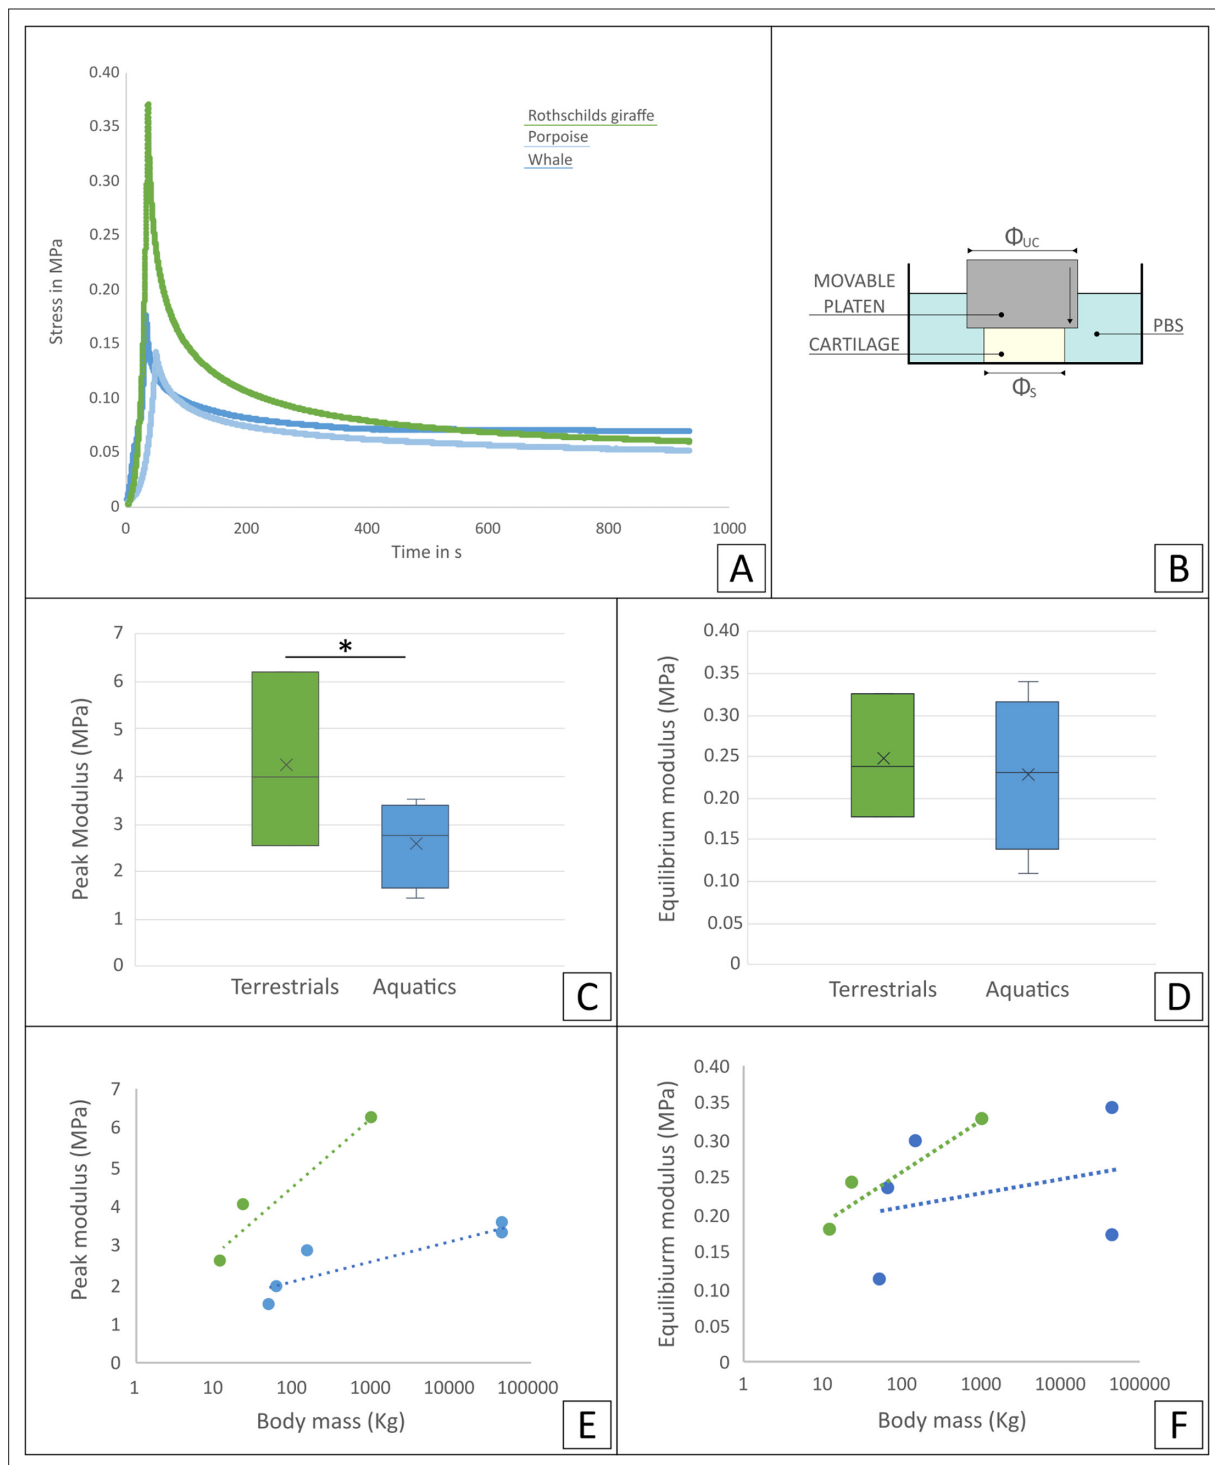 0.40
0.35
0.30
0.25
0.20
0.15
0.10
0.05
0
Stress in MPa
0
200
400
600
800
1000
Time in s
Rothschilds giraffe
Porpoise
Whale
A
ΦUC
MOVABLE
PLATEN
CARTILAGE
PBS
ΦS
B
7
6
5
4
3
2
1
0
Peak Modulus (MPa)
*
Terrestrials
Aquatics
C
0.40
0.35
0.30
0.25
0.20
0.15
0.10
0.05
0
Equilibrium modulus (MPa)
Terrestrials
Aquatics
D
7
6
5
4
3
2
1
0
Peak modulus (MPa)
1
10
100
1000
10000
100000
Body mass (Kg)
E
0.40
0.35
0.30
0.25
0.20
0.15
0.10
0.05
0
Equilibiurm modulus (MPa)
1
10
100
1000
10000
100000
Body mass (Kg)
F